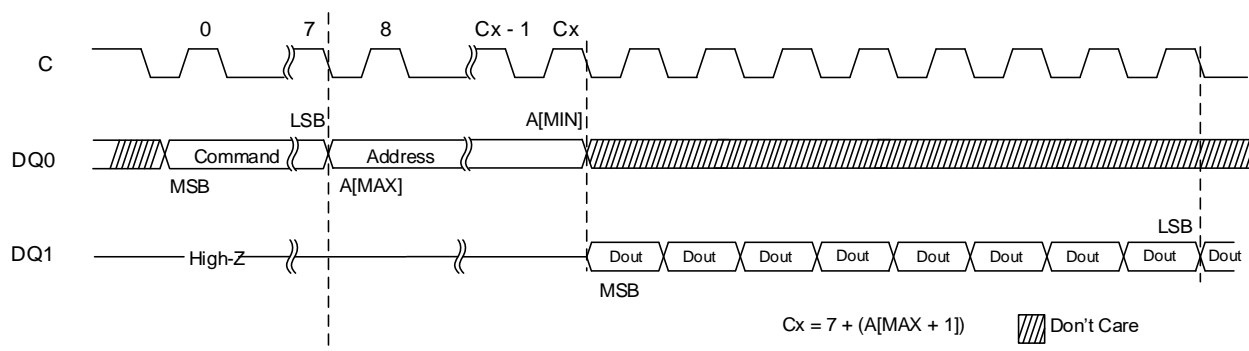 0 7 8 Cx - 1 Cx
C
LSB A[MIN]
DQ0 Command Address
MSB A[MAX]
LSB
DQ1 High-Z Dout Dout Dout Dout Dout Dout Dout Dout Dout
MSB
Cx = 7 + (A[MAX + 1]) Don't Care